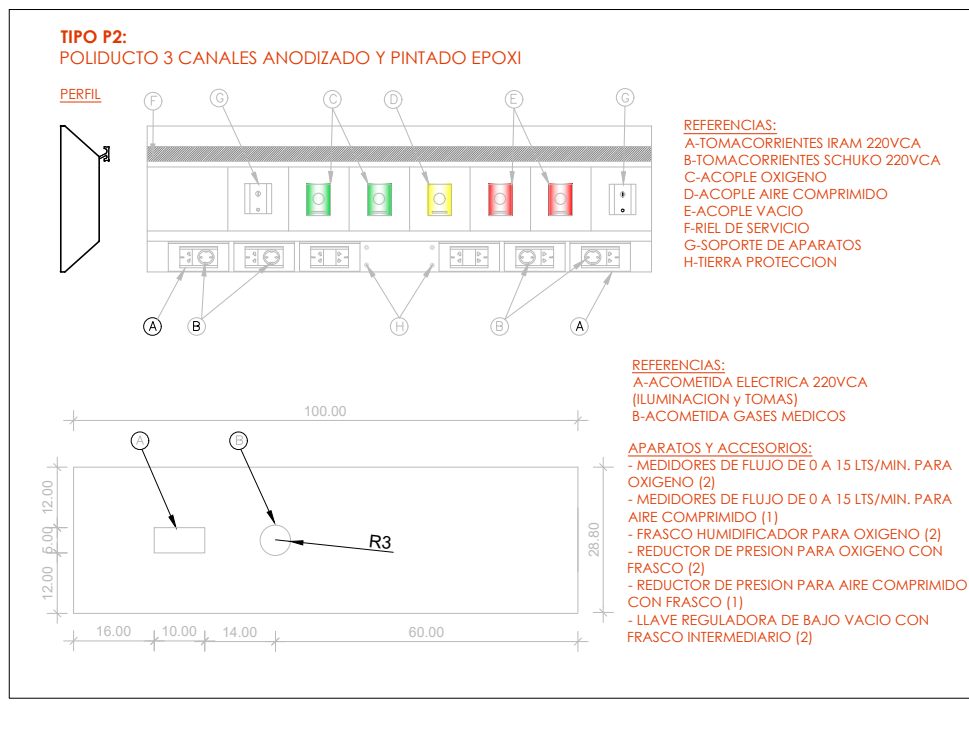 TIPO P2:
POLIDUCTO 3 CANALES ANODIZADO Y PINTADO EPOXI
PERFIL
F
G
C
D
E
G
REFERENCIAS:
A-TOMACORRIENTES IRAM 220VCA
B-TOMACORRIENTES SCHUKO 220VCA
C-ACOPLE OXIGENO
D-ACOPLE AIRE COMPRIMIDO
E-ACOPLE VACIO
F-RIEL DE SERVICIO
G-SOPORTE DE APARATOS
H-TIERRA PROTECCION
A
B
H
B
A
REFERENCIAS:
A-ACOMETIDA ELECTRICA 220VCA
(ILUMINACION y TOMAS)
B-ACOMETIDA GASES MEDICOS
100.00
A
B
12.00
6.00
12.00
R3
28.80
16.00
10.00
14.00
60.00
APARATOS Y ACCESORIOS:
- MEDIDORES DE FLUJO DE 0 A 15 LTS/MIN. PARA
OXIGENO (2)
- MEDIDORES DE FLUJO DE 0 A 15 LTS/MIN. PARA
AIRE COMPRIMIDO (1)
- FRASCO HUMIDIFICADOR PARA OXIGENO (2)
- REDUCTOR DE PRESION PARA OXIGENO CON
FRASCO (2)
- REDUCTOR DE PRESION PARA AIRE COMPRIMIDO
CON FRASCO (1)
- LLAVE REGULADORA DE BAJO VACIO CON
FRASCO INTERMEDIARIO (2)